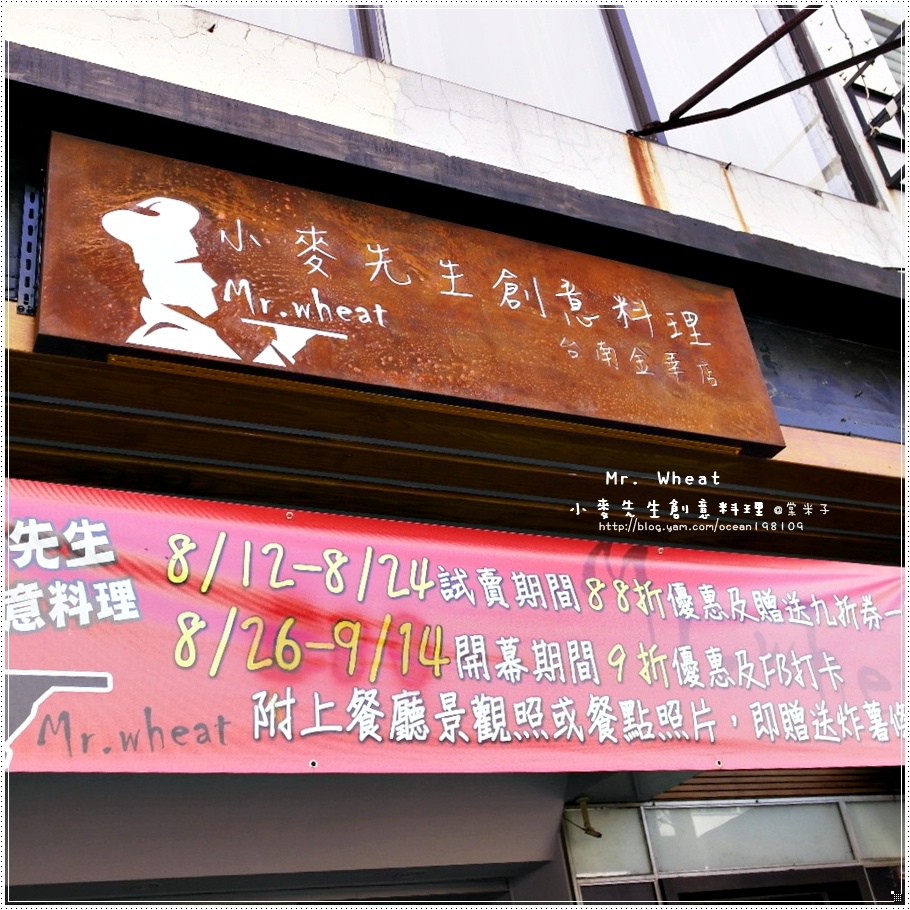 小麥先生創意料理
Mr.wheat
台南金華店
Mr. Wheat
小麥先生創意料理 @棠米子
http://blog.yam.com/ocean198109
先生
意料理
8/12-8/24試賣期間88折優惠及贈送九折券一
8/26-9/14開幕期間9折優惠及FB打卡
附上餐廳景觀照或餐點照片，即贈送炸薯條
Mr.wheat